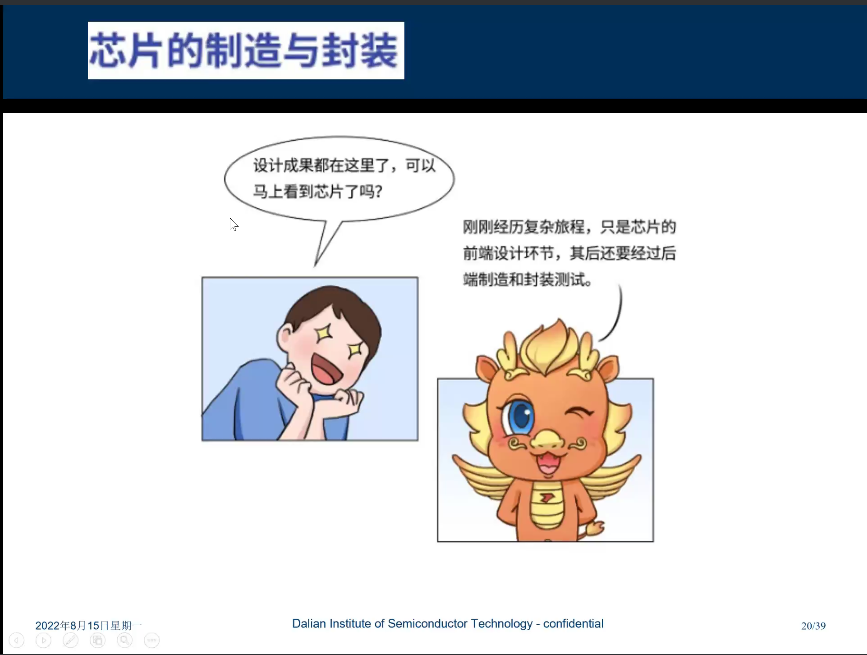 芯片的制造与封装
设计成果都在这里了，可以
马上看到芯片了吗？
刚刚经历复杂旅程，只是芯片的
前端设计环节，其后还要经过后
端制造和封装测试。
2022年8月15日星期一
Dalian Institute of Semiconductor Technology - confidential
20/39